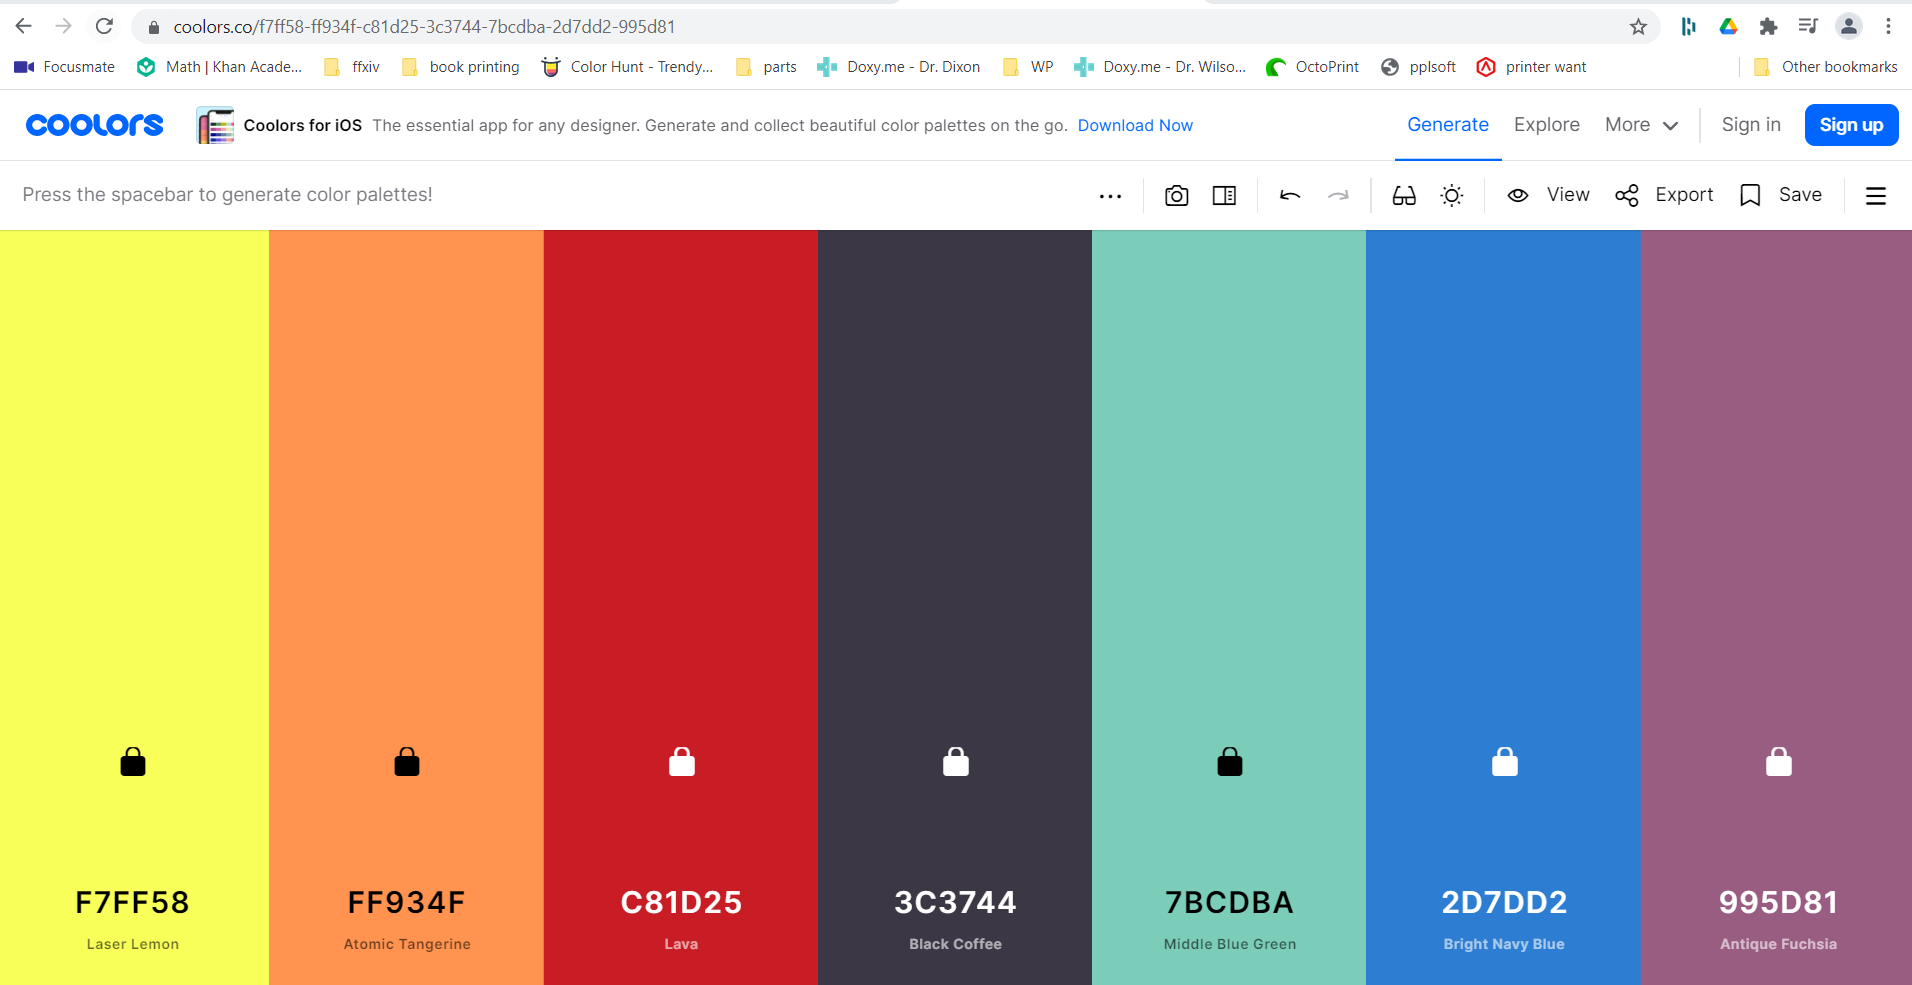 coolors.co/f7ff58-ff934f-c81d25-3c3744-7bcdba-2d7dd2-995d81
Focusmate Math | Khan Acade... ffxiv book printing Color Hunt - Trendy... parts Doxy.me - Dr. Dixon WP Doxy.me - Dr. Wilso... OctoPrint pplsoft printer want Other bookmarks
coolors Coolors for iOS The essential app for any designer. Generate and collect beautiful color palettes on the go. Download Now Generate Explore More Sign in Sign up
Press the spacebar to generate color palettes! View Export Save
F7FF58 FF934F C81D25 3C3744 7BCDBA 2D7DD2 995D81
Laser Lemon Atomic Tangerine Lava Black Coffee Middle Blue Green Bright Navy Blue Antique Fuchsia